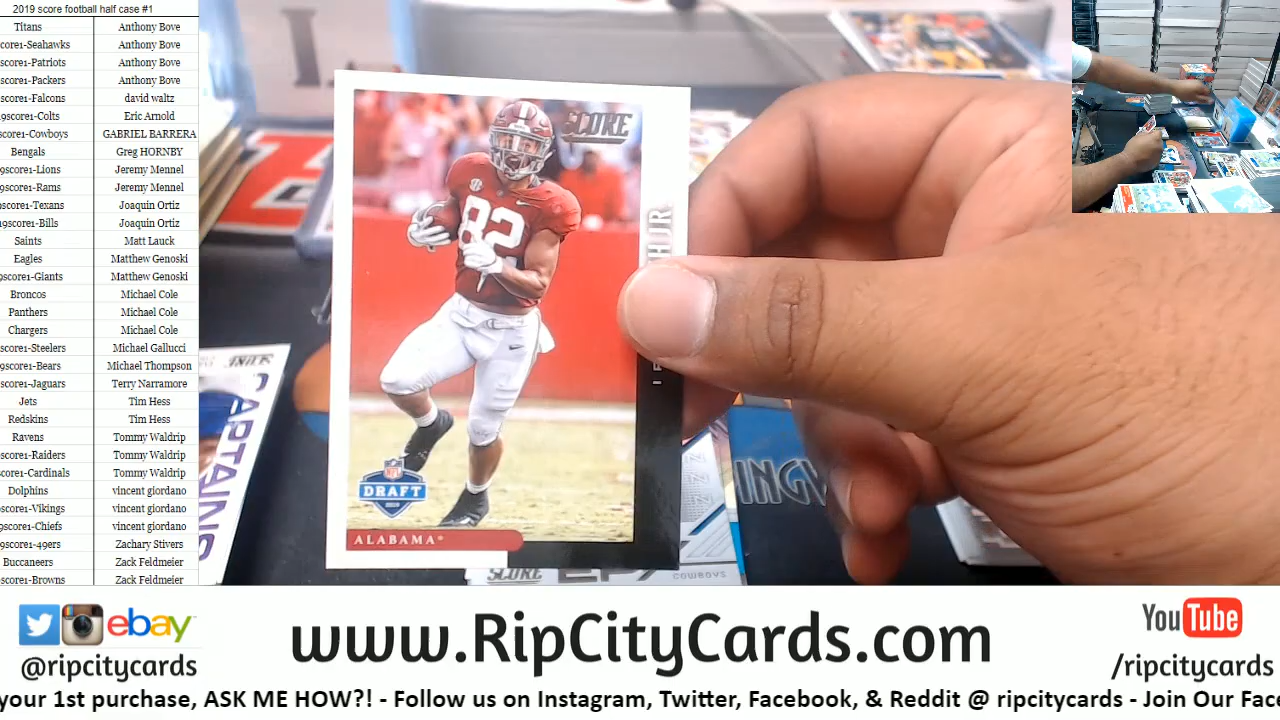 2019 score football half case #1
Titans Anthony Bove
score1-Seahawks Anthony Bove
score1-Patriots Anthony Bove
score1-Packers Anthony Bove
score1-Falcons david waltz
9score1-Colts Eric Arnold
score1-Cowboys GABRIEL BARRERA
Bengals Greg HORNBY
9score1-Lions Jeremy Mennel
9score1-Rams Jeremy Mennel
9score1-Texans Joaquin Ortiz
9score1-Bills Joaquin Ortiz
Saints Matt Lauck
Eagles Matthew Genoski
9score1-Giants Matthew Genoski
Broncos Michael Cole
Panthers Michael Cole
Chargers Michael Cole
score1-Steelers Michael Gallucci
9score1-Bears Michael Thompson
score1-Jaguars Terry Narramore
Jets Tim Hess
Redskins Tim Hess
Ravens Tommy Waldrip
9score1-Raiders Tommy Waldrip
score1-Cardinals Tommy Waldrip
Dolphins vincent giordano
9score1-Vikings vincent giordano
9score1-Chiefs vincent giordano
9score1-49ers Zachary Stivers
Buccaneers Zack Feldmeier
9score1-Browns Zack Feldmeier
SCORE
82
NFL
DRAFT
2019
ALABAMA
CAPTAINS
SCORE
COWBOYS
ebay
@ripcitycards
www.RipCityCards.com
YouTube
/ripcitycards
your 1st purchase, ASK ME HOW?! - Follow us on Instagram, Twitter, Facebook, & Reddit @ ripcitycards - Join Our Fac